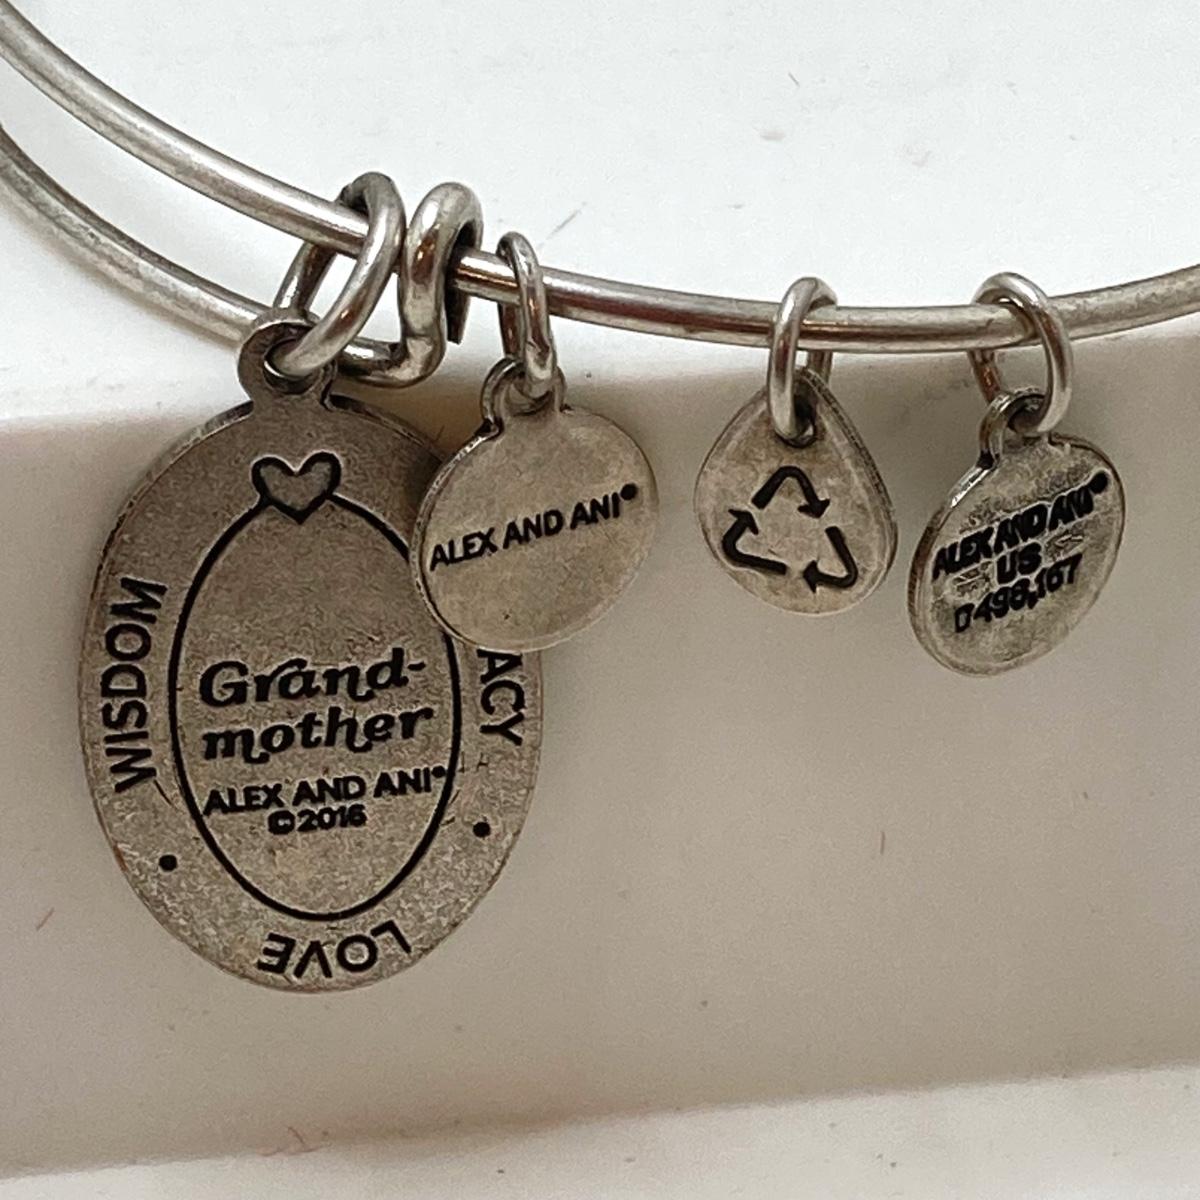 WISDOM
ACY
LOVE
Grand-
mother
ALEX AND ANI®
©2016
ALEX AND ANI®
ALEX AND ANI®
US
D498,167